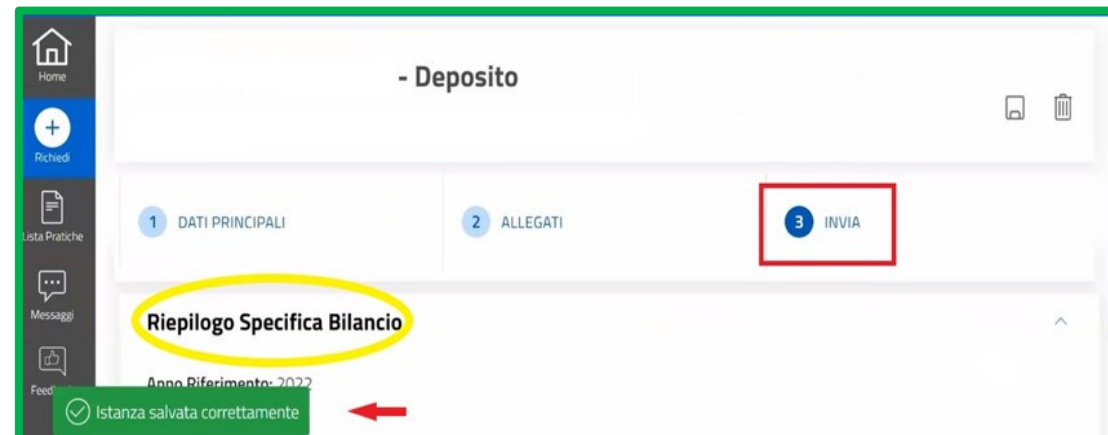 Home
- Deposito
Richiedi
1 DATI PRINCIPALI
2 ALLEGATI
3 INVIA
Lista Pratiche
Messaggi
Riepilogo Specifica Bilancio
Anno Riferimento: 2022
Istanza salvata correttamente